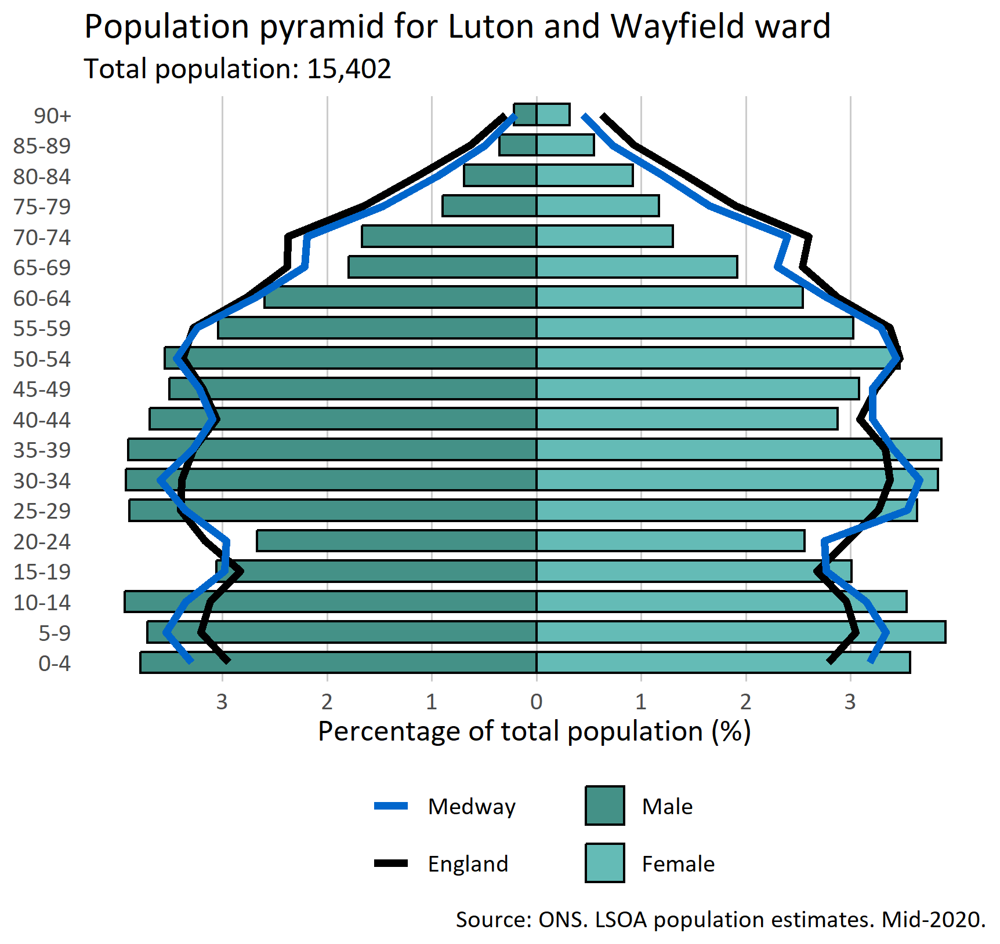 Population pyramid for Luton and Wayfield ward
Total population: 15,402
90+
85-89
80-84
75-79
70-74
65-69
60-64
55-59
50-54
45-49
40-44
35-39
30-34
25-29
20-24
15-19
10-14
5-9
0-4
3 2 1 0 1 2 3
Percentage of total population (%)
Medway Male
England Female
Source: ONS. LSOA population estimates. Mid-2020.